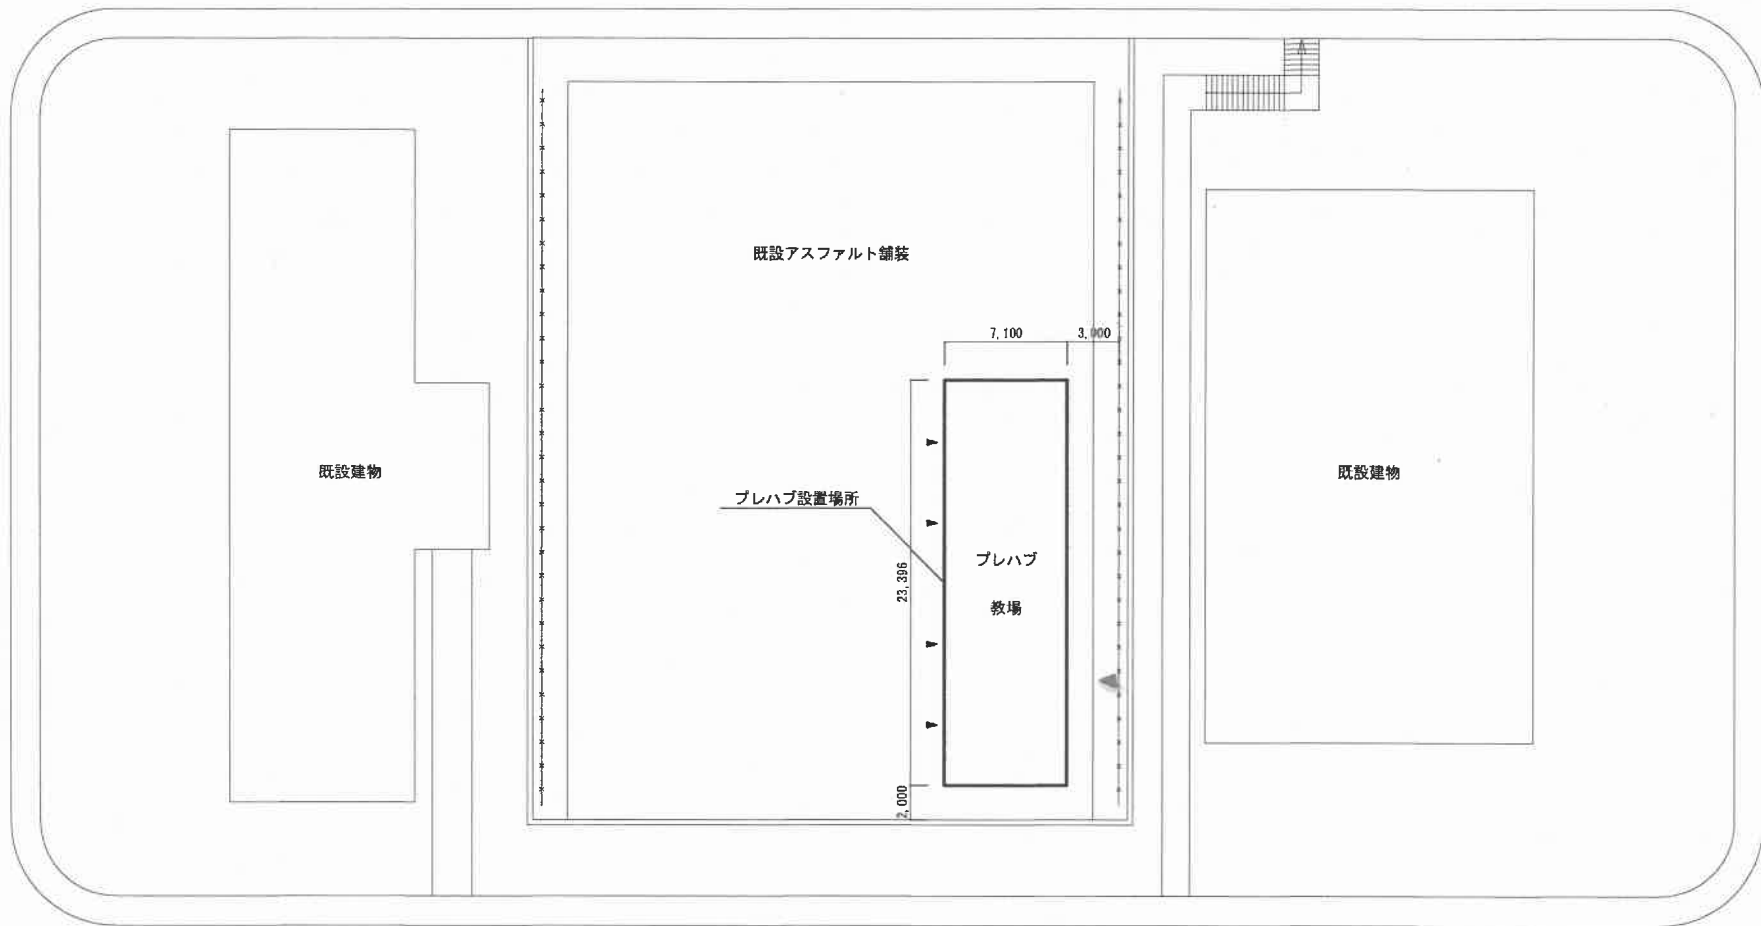 既設アスファルト舗装
7,100
3,000
既設建物
既設建物
プレハブ設置場所
プレハブ
教場
23,396
2,000